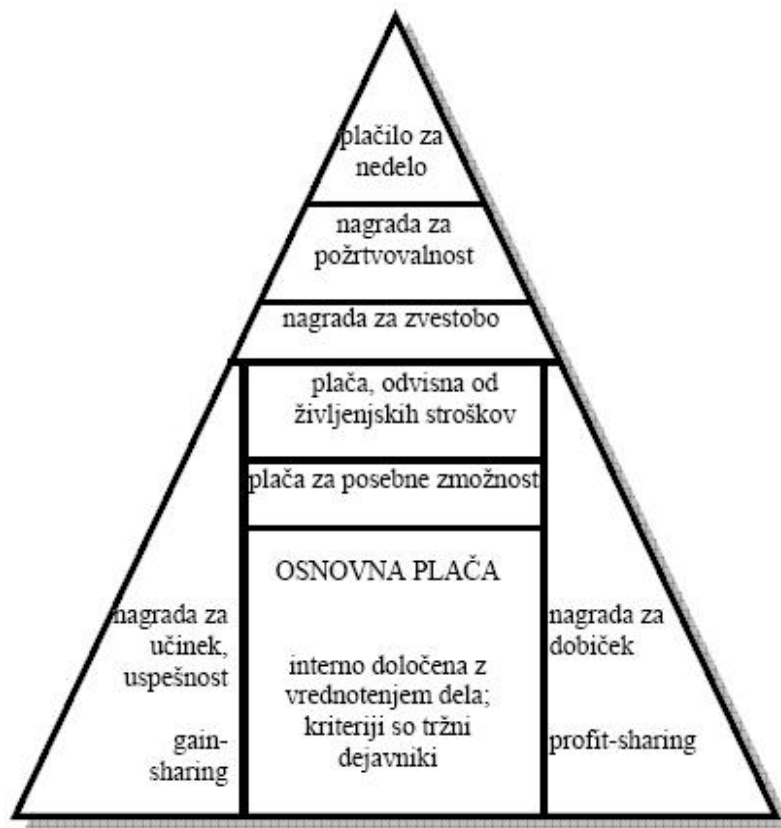 plačilo za
nedelo
nagrada za
požrtvovalnost
nagrada za zvestobo
plača, odvisna od
življenjskih stroškov
plača za posebne zmožnost
OSNOVNA PLAČA
interno določena z
vrednotenjem dela;
kriteriji so tržni
dejavniki
nagrada za
učinek,
uspešnost
gain-
sharing
nagrada za
dobiček
profit-sharing